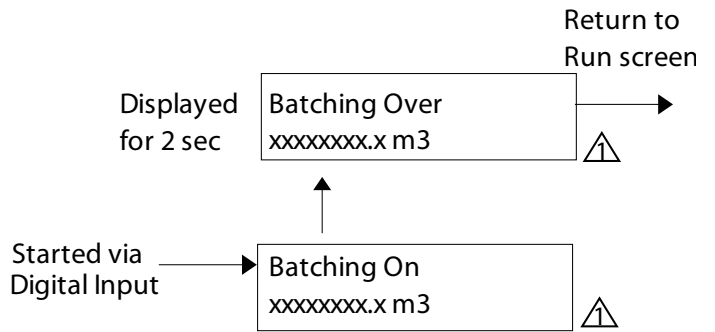 Return to
Run screen
Displayed
for 2 sec
Batching Over
xxxxxxxx.x m3
1
Started via
Digital Input
Batching On
xxxxxxxx.x m3
1